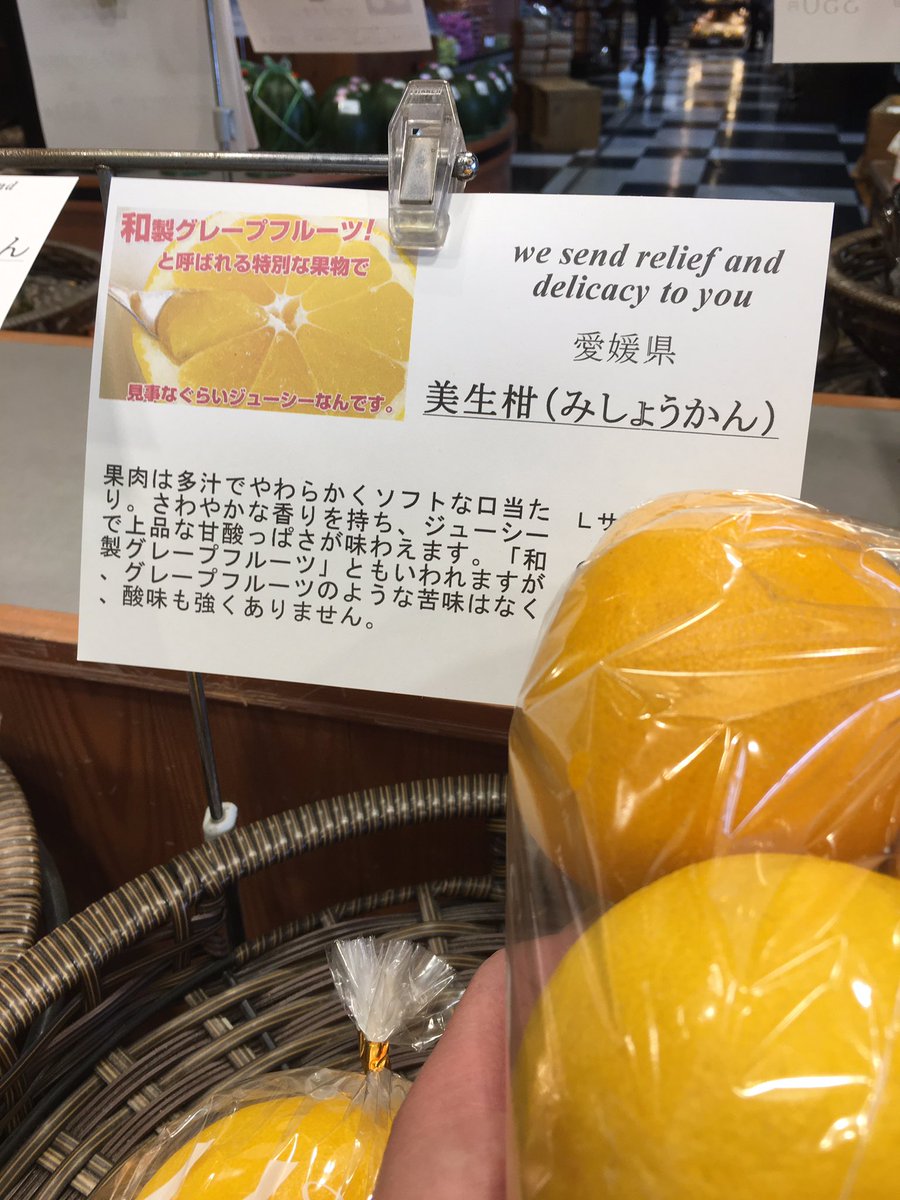 和製グレープフルーツ!
と呼ばれる特別な果物で
見事なぐらいジューシーなんです。
we send relief and
delicacy to you
愛媛県
美生柑(みしょうかん)
果肉は多汁でやわらかくソフトな口当た
り。さわやかな香りを持ち、ジューシー
で上品な甘酸っぱさが味わえます。「和
製グレープフルーツ」ともいわれますが
、グレープフルーツのような苦味はなく
、酸味も強くありません。
Lサ